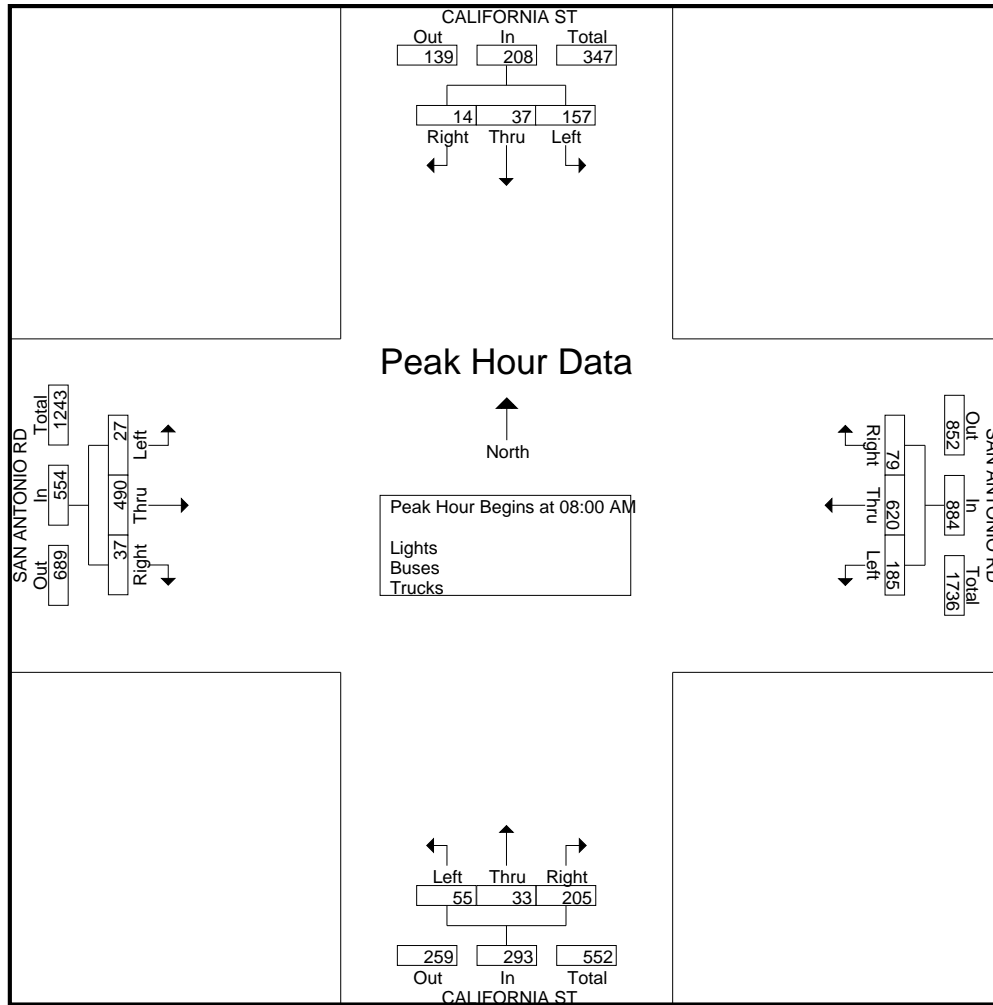 CALIFORNIA ST
Out In Total
139 208 347
14 37 157
Right Thru Left
Peak Hour Data
North
Peak Hour Begins at 08:00 AM
Lights
Buses
Trucks
SAN ANTONIO RD
Out In Total
689 554 1243
27 490 37
Left Thru Right
SAN ANTONIO RD
Out In Total
852 884 1736
79 620 185
Right Thru Left
Left Thru Right
55 33 205
259 293 552
Out In Total
CALIFORNIA ST